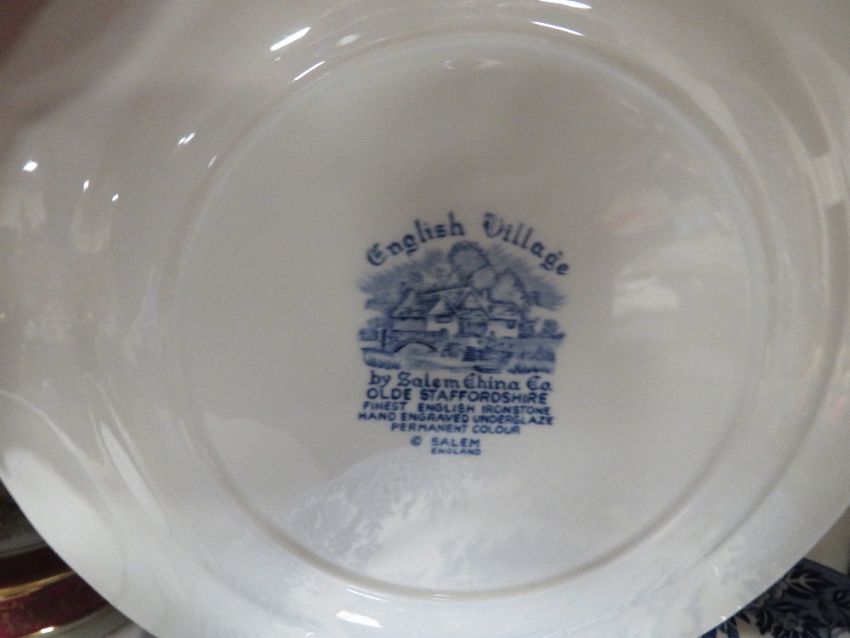 English Village
by Salem China Co.
OLDE STAFFORDSHIRE
FINEST ENGLISH IRONSTONE
HAND ENGRAVED UNDERGLAZE
PERMANENT COLOUR
© SALEM
ENGLAND